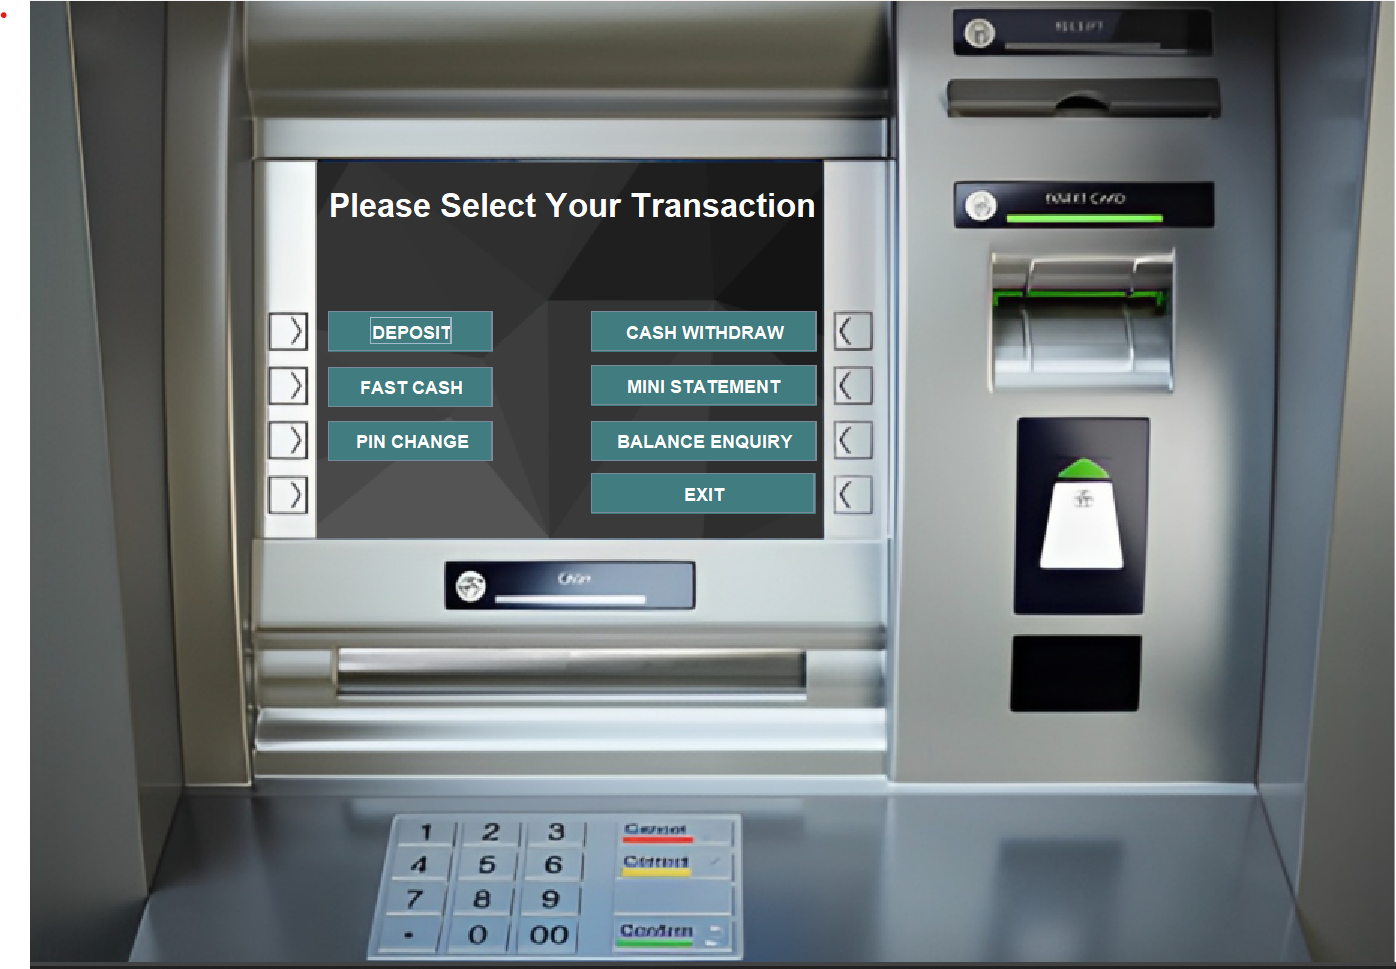 Please Select Your Transaction
DEPOSIT
CASH WITHDRAW
FAST CASH
MINI STATEMENT
PIN CHANGE
BALANCE ENQUIRY
EXIT
1 2 3
4 5 6
7 8 9
. 0 00